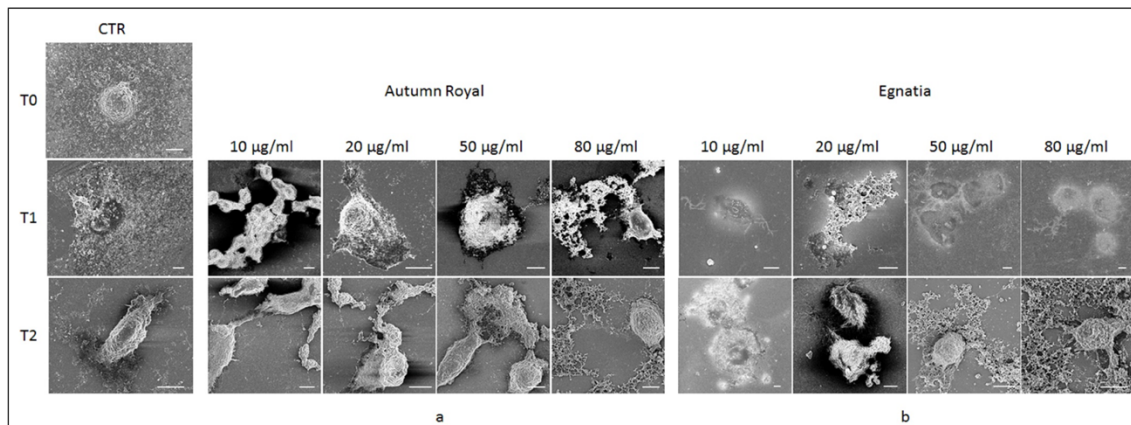 CTR
T0
Autumn Royal
Egnatia
10 µg/ml 20 µg/ml 50 µg/ml 80 µg/ml 10 µg/ml 20 µg/ml 50 µg/ml 80 µg/ml
T1
T2
a b